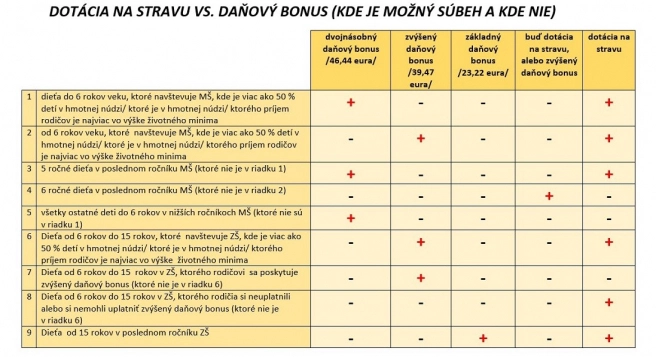 DOTÁCIA NA STRAVU VS. DAŇOVÝ BONUS (KDE JE MOŽNÝ SÚBEH A KDE NIE)
dvojnásobný daňový bonus /46,44 eura/
zvýšený daňový bonus /39,47 eura/
základný daňový bonus /23,22 eura/
buď dotácia na stravu, alebo zvýšený daňový bonus
dotácia na stravu
1 dieťa do 6 rokov veku, ktoré navštevuje MŠ, kde je viac ako 50 %
detí v hmotnej núdzi/ ktoré je v hmotnej núdzi/ ktorého príjem
rodičov je najviac vo výške životného minima
+ - - - +
2 od 6 rokov veku, ktoré navštevuje MŠ, kde je viac ako 50 % detí v
hmotnej núdzi/ ktoré je v hmotnej núdzi/ ktorého príjem rodičov
je najviac vo výške životného minima
- + - - +
3 5 ročné dieťa v poslednom ročníku MŠ (ktoré nie je v riadku 1)
+ - - - +
4 6 ročné dieťa v poslednom ročníku MŠ (ktoré nie je v riadku 2)
- - - + -
5 všetky ostatné deti do 6 rokov v nižších ročníkoch MŠ (ktoré nie sú
v riadku 1)
+ - - - -
6 Dieťa od 6 rokov do 15 rokov, ktoré navštevuje ZŠ, kde je viac ako
50 % detí v hmotnej núdzi/ ktoré je v hmotnej núdzi/ ktorého
príjem rodičov je najviac vo výške životného minima
- + - - +
7 Dieťa od 6 rokov do 15 rokov v ZŠ, ktorého rodičovi sa poskytuje
zvýšený daňový bonus (ktoré nie je v riadku 6)
- + - - -
8 Dieťa od 6 rokov do 15 rokov v ZŠ, ktorého rodičia si neuplatnili
alebo si nemohli uplatniť zvýšený daňový bonus (ktoré nie je
v riadku 6)
- - - - +
9 Dieťa od 15 rokov v poslednom ročníku ZŠ
- - + - +